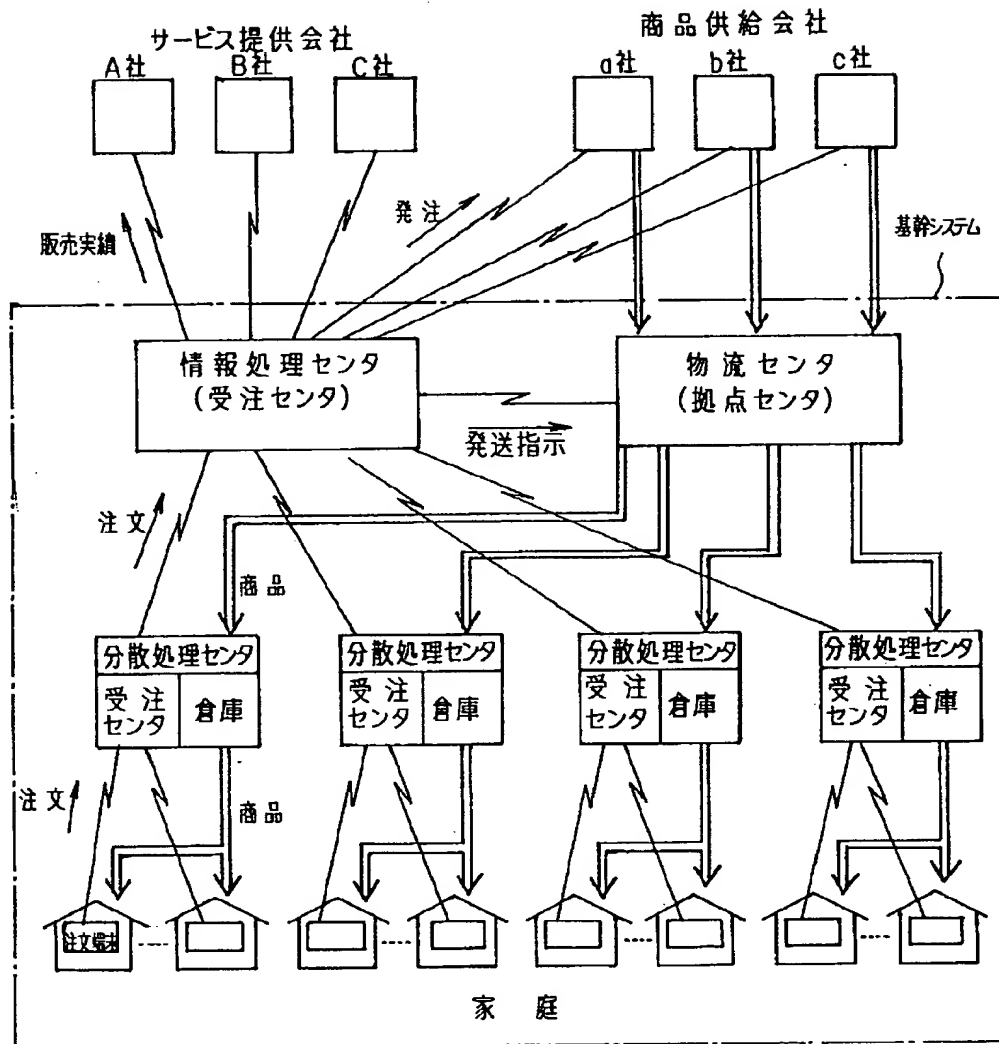 サービス提供会社
商品供給会社
A社
B社
C社
a社
b社
c社
発注
販売実績
基幹システム
情報処理センタ
(受注センタ)
物流センタ
(拠点センタ)
発送指示
注文
商品
分散処理センタ
受注
センタ
倉庫
分散処理センタ
受注
センタ
倉庫
分散処理センタ
受注
センタ
倉庫
分散処理センタ
受注
センタ
倉庫
注文
商品
注文端末
家庭